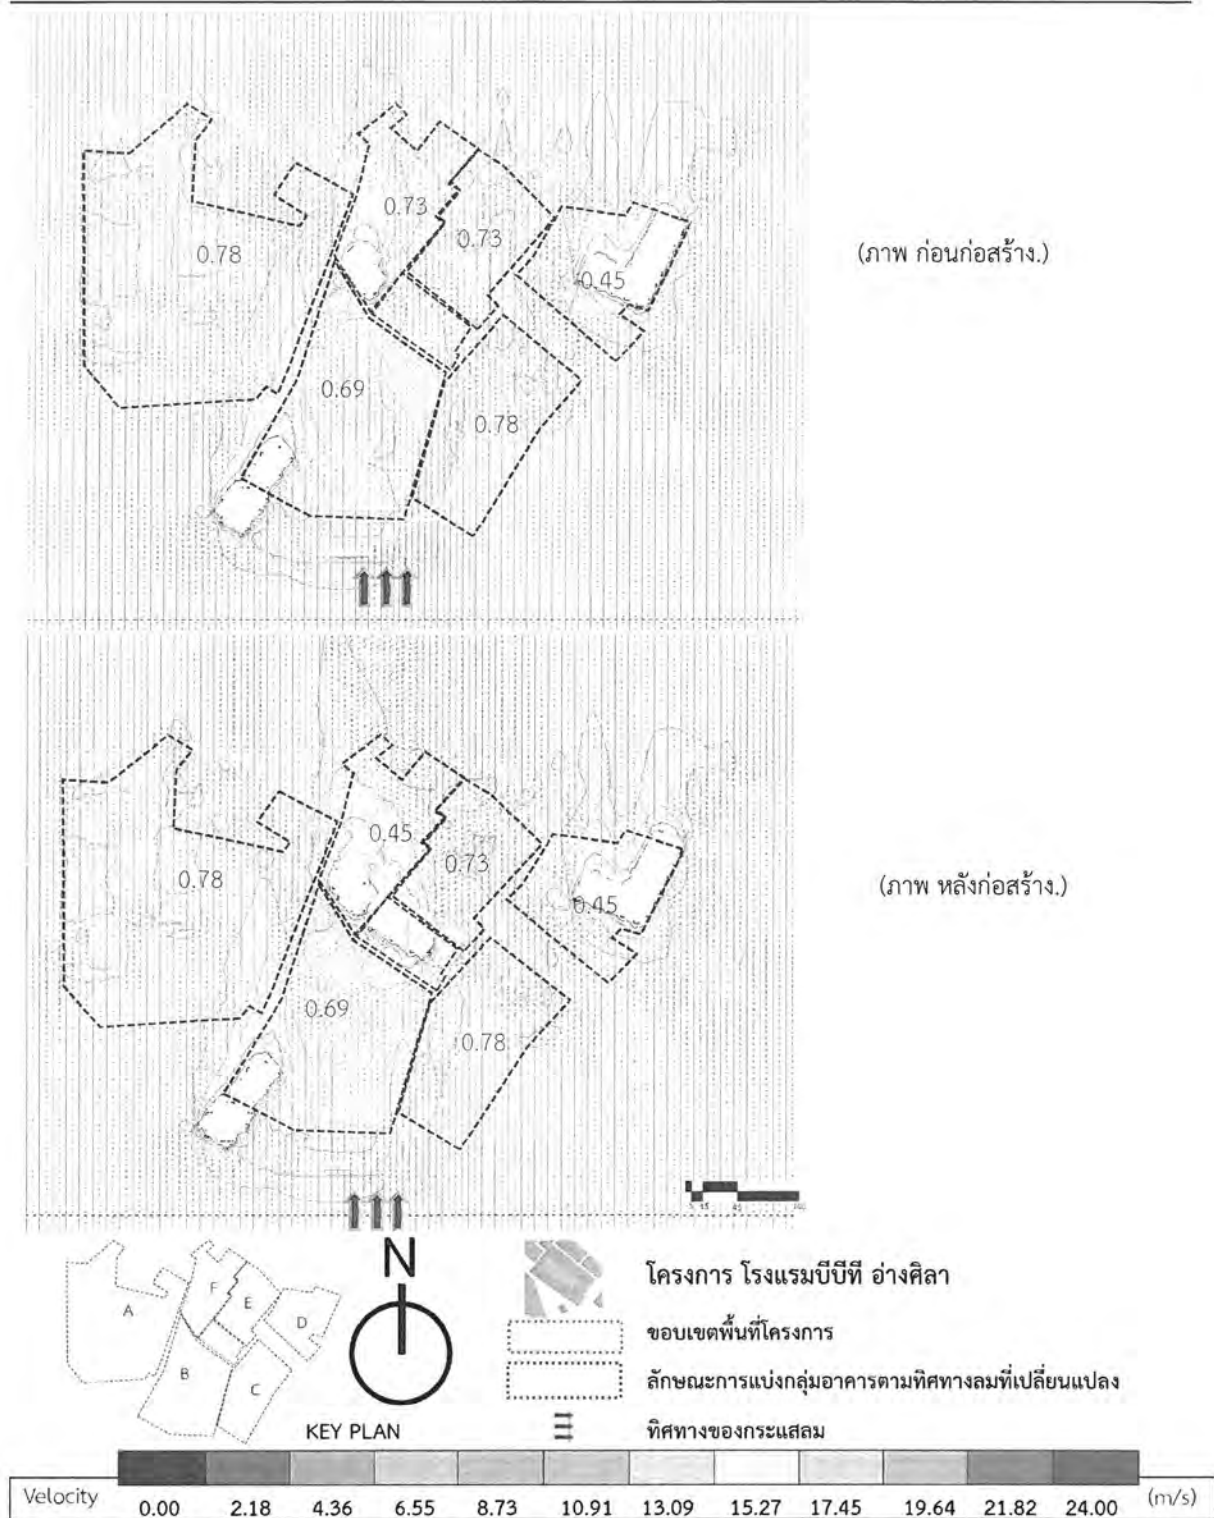 0.73
0.73
0.78
0.45
(ภาพ ก่อนก่อสร้าง.)
0.69
0.78
0.45
0.73
0.78
0.45
(ภาพ หลังก่อสร้าง.)
0.69
0.78
N
โครงการ โรงแรมบีบีที อ่างศิลา
A
F
E
D
B
C
ขอบเขตพื้นที่โครงการ
ลักษณะการแบ่งกลุ่มอาคารตามทิศทางลมที่เปลี่ยนแปลง
KEY PLAN
ทิศทางของกระแสลม
Velocity 0.00 2.18 4.36 6.55 8.73 10.91 13.09 15.27 17.45 19.64 21.82 24.00 (m/s)